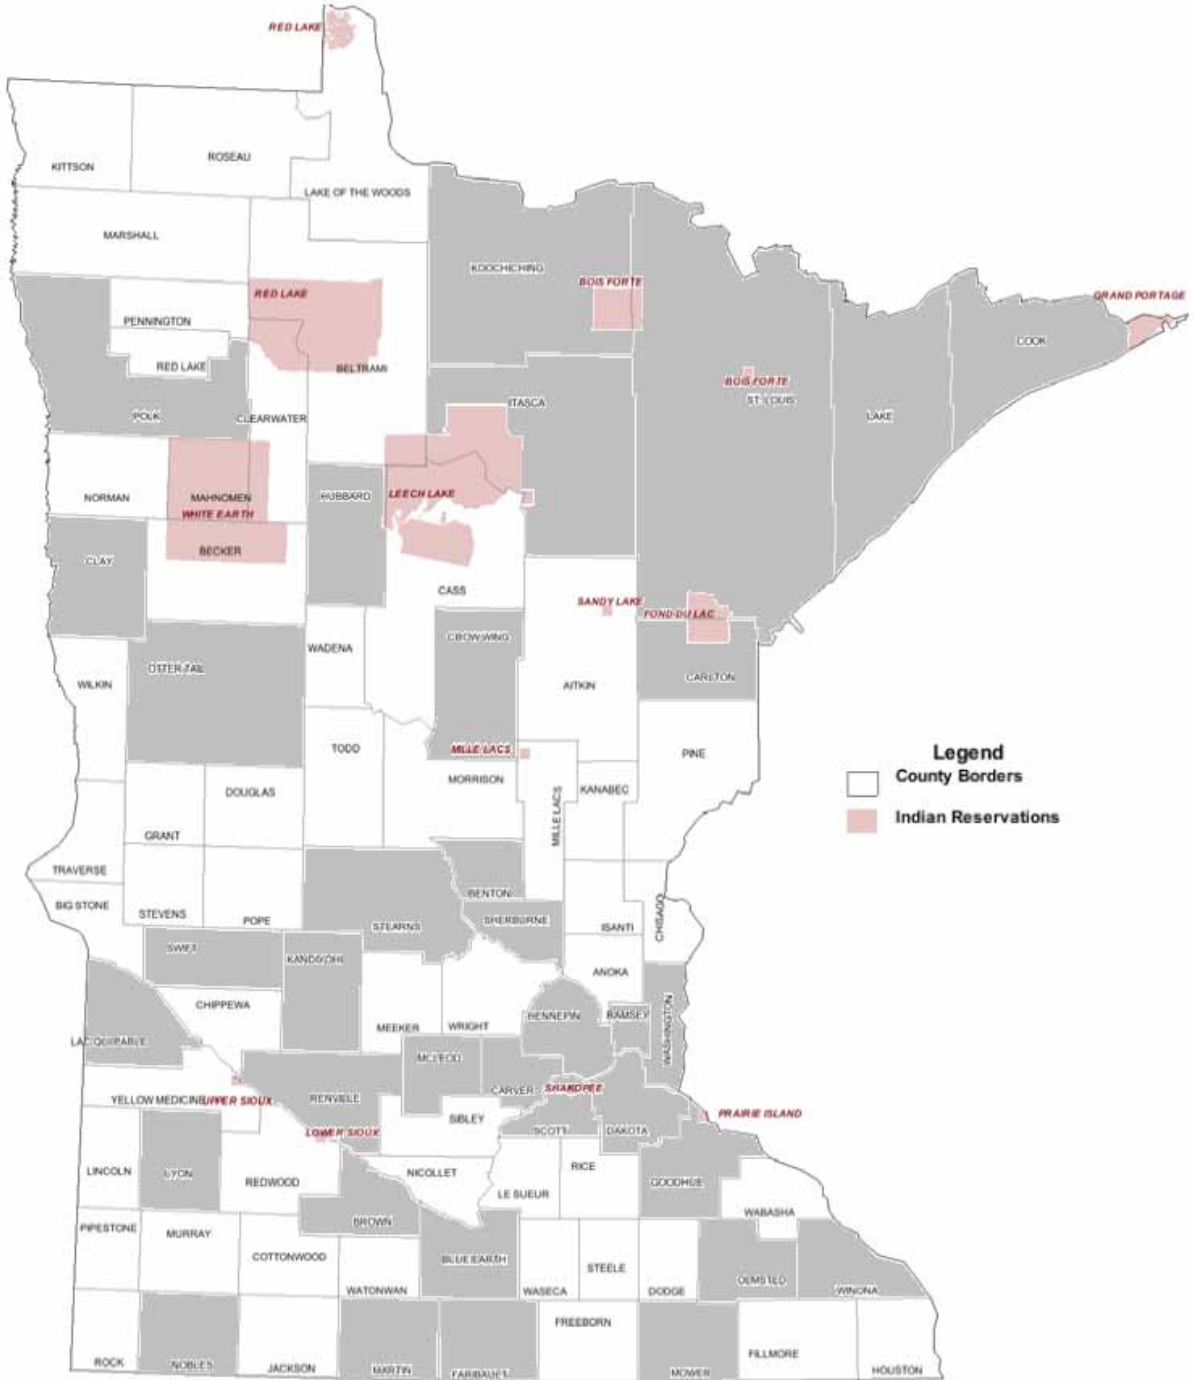 RED LAKE
KITTSON
ROSEAU
LAKE OF THE WOODS
MARSHALL
KOOCHICHING
BOIS FORTE
RED LAKE
GRAND PORTAGE
PENNINGTON
COOK
RED LAKE
BELTRAMI
BOIS FORTE
ST. LOUIS
ITASCA
POLK
CLEARWATER
LAKE
NORMAN
MAHNOMEN
HUBBARD
LEECH LAKE
WHITE EARTH
BECKER
CLAY
CASS
SANDY LAKE
FOND DU LAC
CROW WING
WADENA
OTTER TAIL
WILKIN
AITKIN
CARLTON
TODD
MILLE LACS
PINE
Legend
County Borders
Indian Reservations
MORRISON
DOUGLAS
KANABEC
MILLE LACS
GRANT
TRAVERSE
BENTON
BIG STONE
STEVENS
POPE
STEARNS
SHERBURNE
ISANTI
CHISAGO
SWIFT
KANDIYOHI
ANOKA
CHIPPEWA
MEEKER
WRIGHT
HENNEPIN
RAMSEY
WASHINGTON
LAC QUIPARLE
MCLEOD
CARVER
SHAKOPEE
YELLOW MEDICINE
UPPER SIOUX
RENVILLE
SIBLEY
PRAIRIE ISLAND
LOWER SIOUX
SCOTT
DAKOTA
LINCOLN
LYON
REDWOOD
NICOLLET
RICE
LE SUEUR
GOODHUE
WABASHA
PIPESTONE
MURRAY
BROWN
COTTONWOOD
BLUE EARTH
WATONWAN
WASECA
STEELE
DODGE
OLMSTED
WINONA
FREEBORN
ROCK
NOBLES
JACKSON
MARTIN
FARIBAULT
MOWER
FILLMORE
HOUSTON